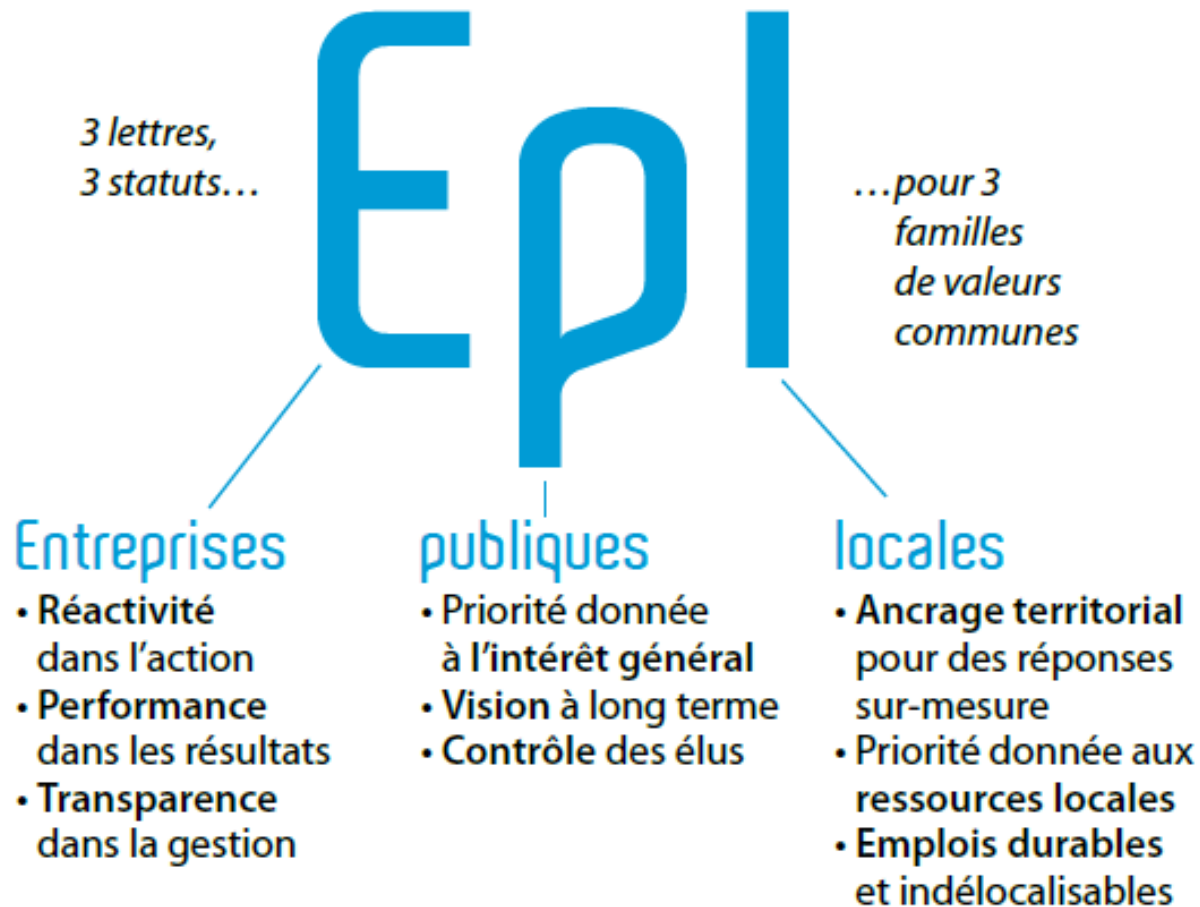 3 lettres,
3 statuts…
Epl
…pour 3
familles
de valeurs
communes
Entreprises
• Réactivité
dans l’action
• Performance
dans les résultats
• Transparence
dans la gestion
publiques
• Priorité donnée
à l’intérêt général
• Vision à long terme
• Contrôle des élus
locales
• Ancrage territorial
pour des réponses
sur-mesure
• Priorité donnée aux
ressources locales
• Emplois durables
et indélocalisables